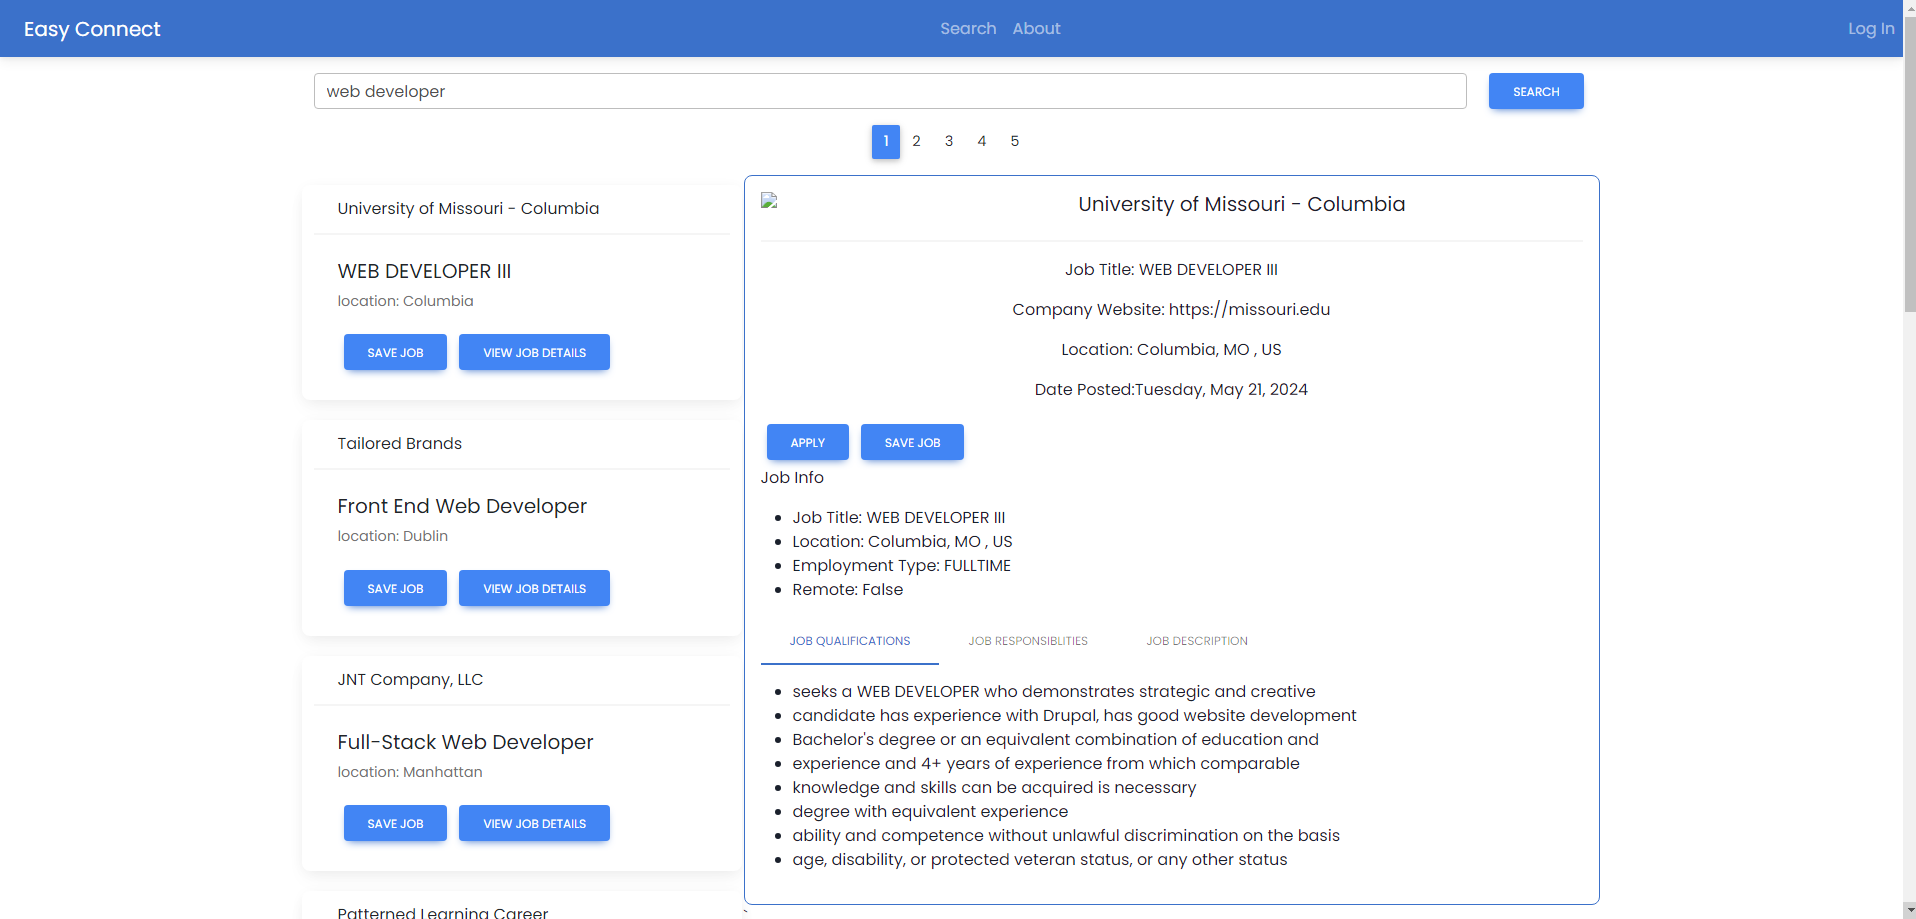 Easy Connect
Search About
Log In
web developer
SEARCH
1 2 3 4 5
University of Missouri - Columbia
WEB DEVELOPER III
location: Columbia
SAVE JOB VIEW JOB DETAILS
Tailored Brands
Front End Web Developer
location: Dublin
SAVE JOB VIEW JOB DETAILS
JNT Company, LLC
Full-Stack Web Developer
location: Manhattan
SAVE JOB VIEW JOB DETAILS
Patterned Learning Career
University of Missouri - Columbia
Job Title: WEB DEVELOPER III
Company Website: https://missouri.edu
Location: Columbia, MO , US
Date Posted:Tuesday, May 21, 2024
APPLY SAVE JOB
Job Info
Job Title: WEB DEVELOPER III
Location: Columbia, MO , US
Employment Type: FULLTIME
Remote: False
JOB QUALIFICATIONS JOB RESPONSIBLITIES JOB DESCRIPTION
seeks a WEB DEVELOPER who demonstrates strategic and creative
candidate has experience with Drupal, has good website development
Bachelor's degree or an equivalent combination of education and
experience and 4+ years of experience from which comparable
knowledge and skills can be acquired is necessary
degree with equivalent experience
ability and competence without unlawful discrimination on the basis
age, disability, or protected veteran status, or any other status
`